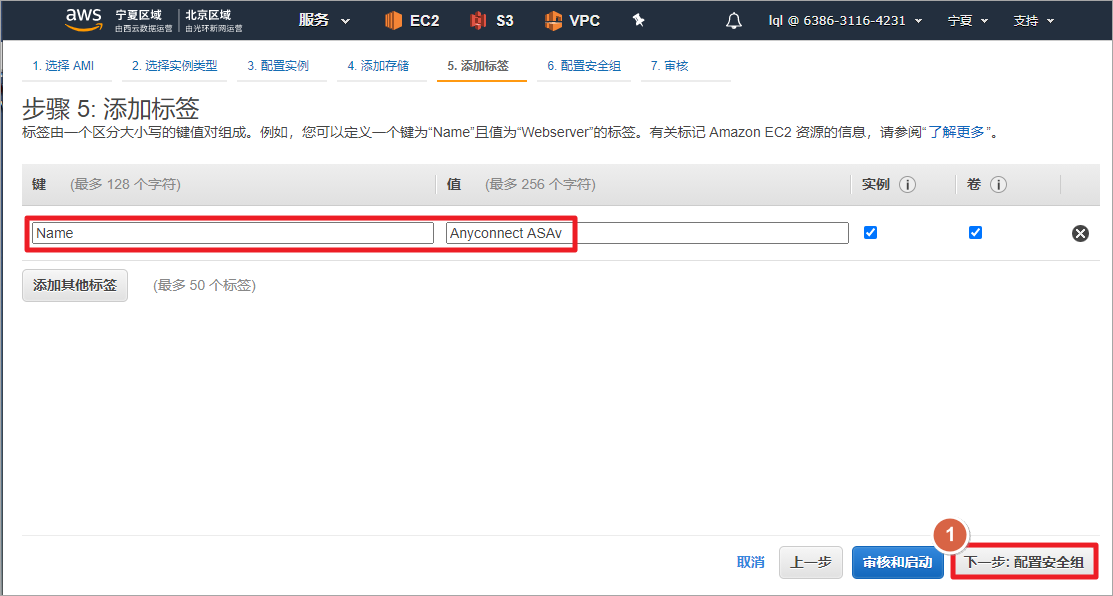 aws 宁夏区域 由西云数据运营 北京区域 由光环新网运营 服务 EC2 S3 VPC lql @ 6386-3116-4231 宁夏 支持
1. 选择 AMI 2. 选择实例类型 3. 配置实例 4. 添加存储 5. 添加标签 6. 配置安全组 7. 审核
步骤 5: 添加标签
标签由一个区分大小写的键值对组成。例如，您可以定义一个键为“Name”且值为“Webserver”的标签。有关标记 Amazon EC2 资源的信息，请参阅“了解更多”。
键 (最多 128 个字符) 值 (最多 256 个字符) 实例 i 卷 i
Name Anyconnect ASAv
添加其他标签 (最多 50 个标签)
1
取消 上一步 审核和启动 下一步: 配置安全组